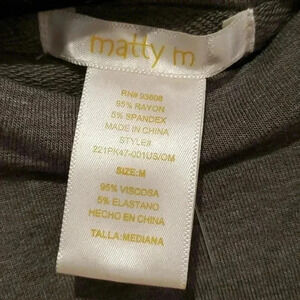 matty m
RN# 93608
95% RAYON
5% SPANDEX
MADE IN CHINA
STYLE#
221PK47-001US/OM
SIZE:M
95% VISCOSA
5% ELASTANO
HECHO EN CHINA
TALLA:MEDIANA